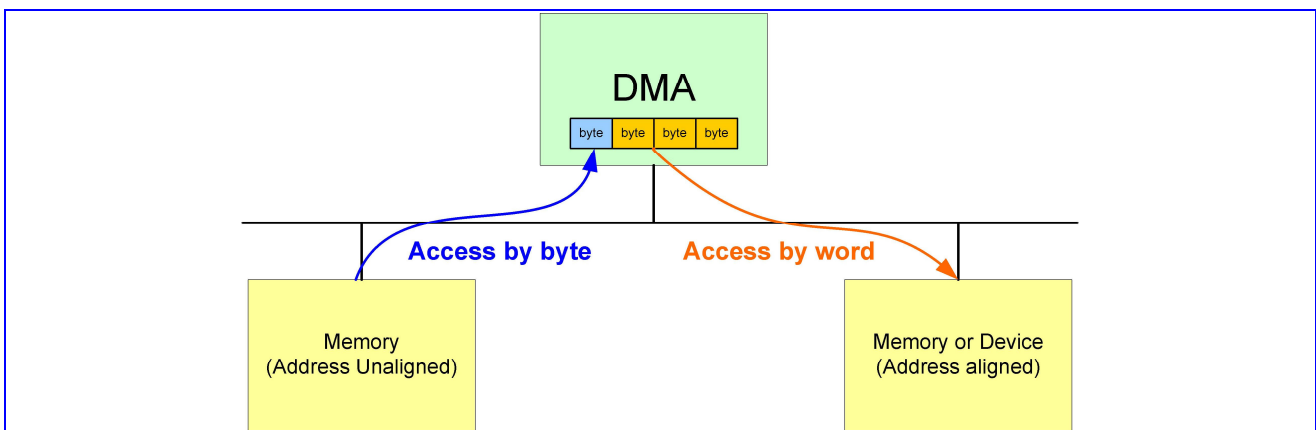 DMA
byte byte byte byte
Access by byte
Access by word
Memory
(Address Unaligned)
Memory or Device
(Address aligned)